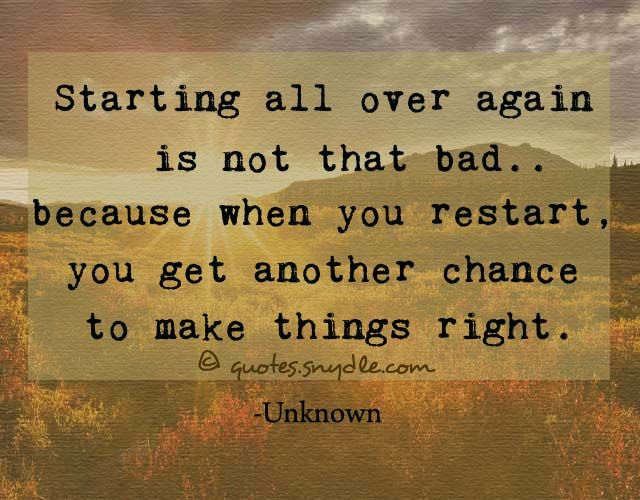 Starting all over again
is not that bad..
because when you restart,
you get another chance
to make things right.
© quotes.snydle.com
-Unknown